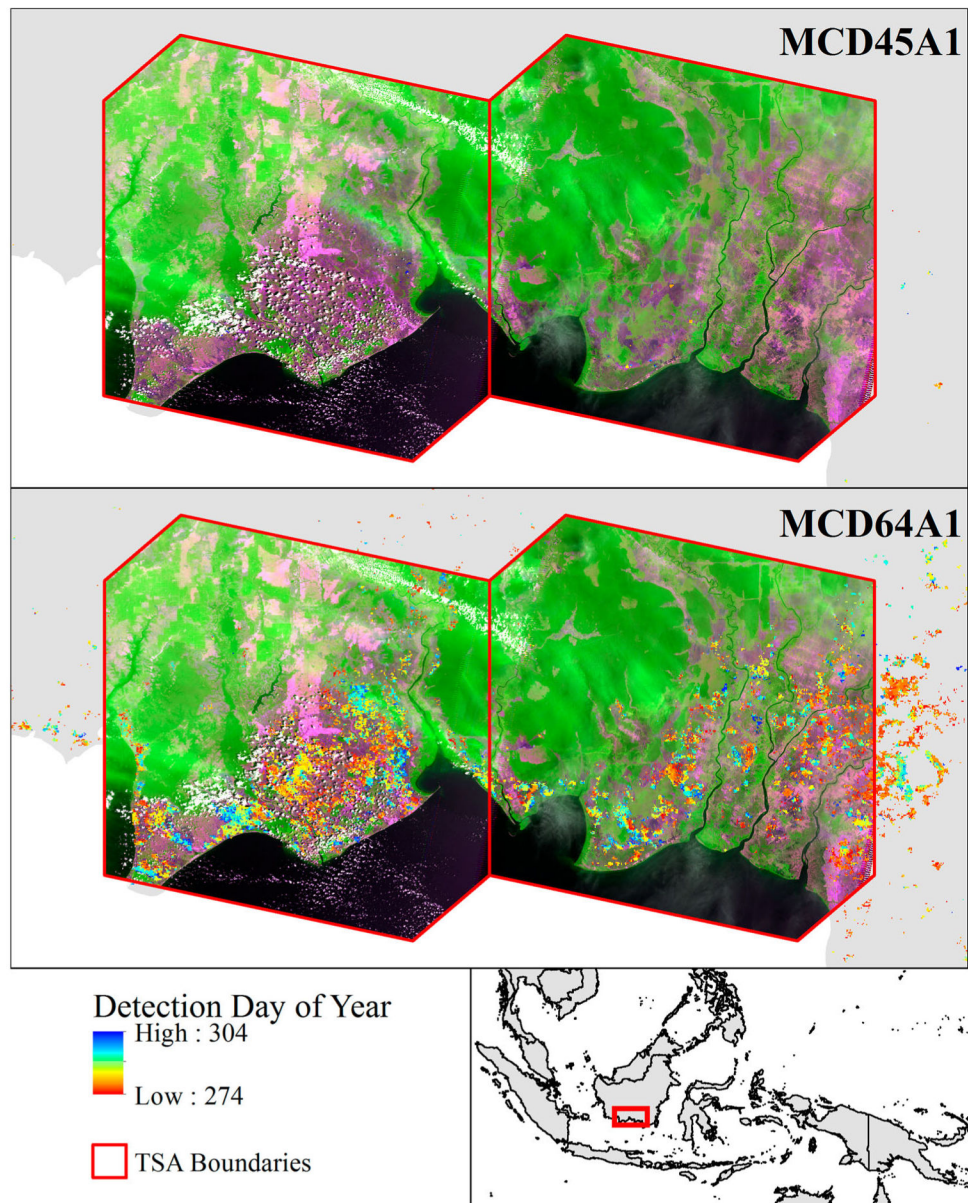 MCD45A1
MCD64A1
Detection Day of Year
High : 304
Low : 274
TSA Boundaries